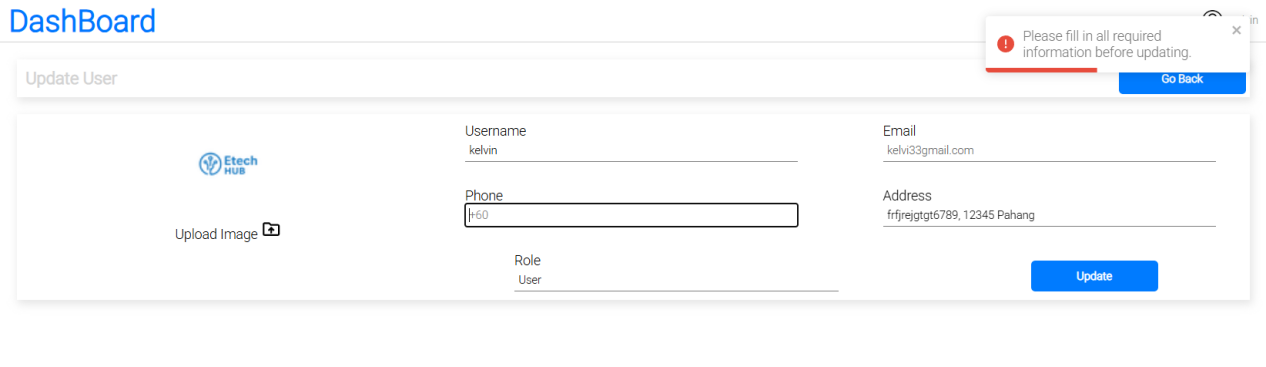 DashBoard
Please fill in all required
information before updating.
Update User
Go Back
Etech
HUB
Upload Image
Username
kelvin
Email
kelvi33gmail.com
Phone
+60
Address
frfjrejgtgt6789, 12345 Pahang
Role
User
Update